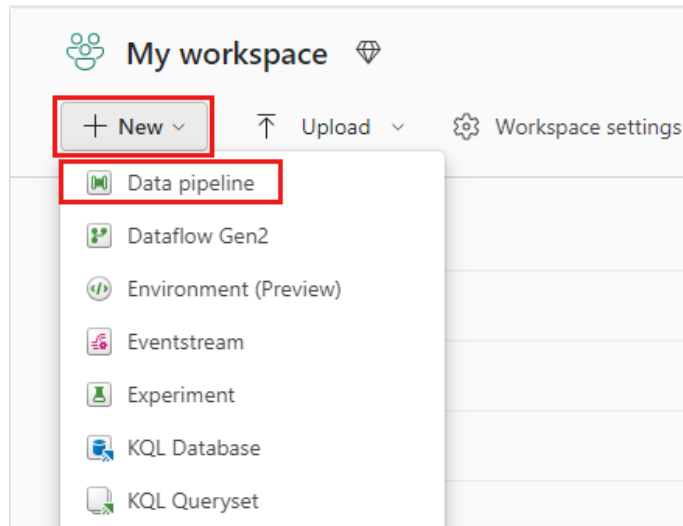 My workspace
New
Upload
Workspace settings
Data pipeline
Dataflow Gen2
Environment (Preview)
Eventstream
Experiment
KQL Database
KQL Queryset